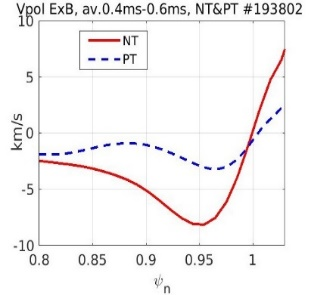 Vpol ExB, av.0.4ms-0.6ms, NT&PT #193802
10
5
0
-5
-10
km/s
NT
PT
0.8 0.85 0.9 0.95 1
ψn